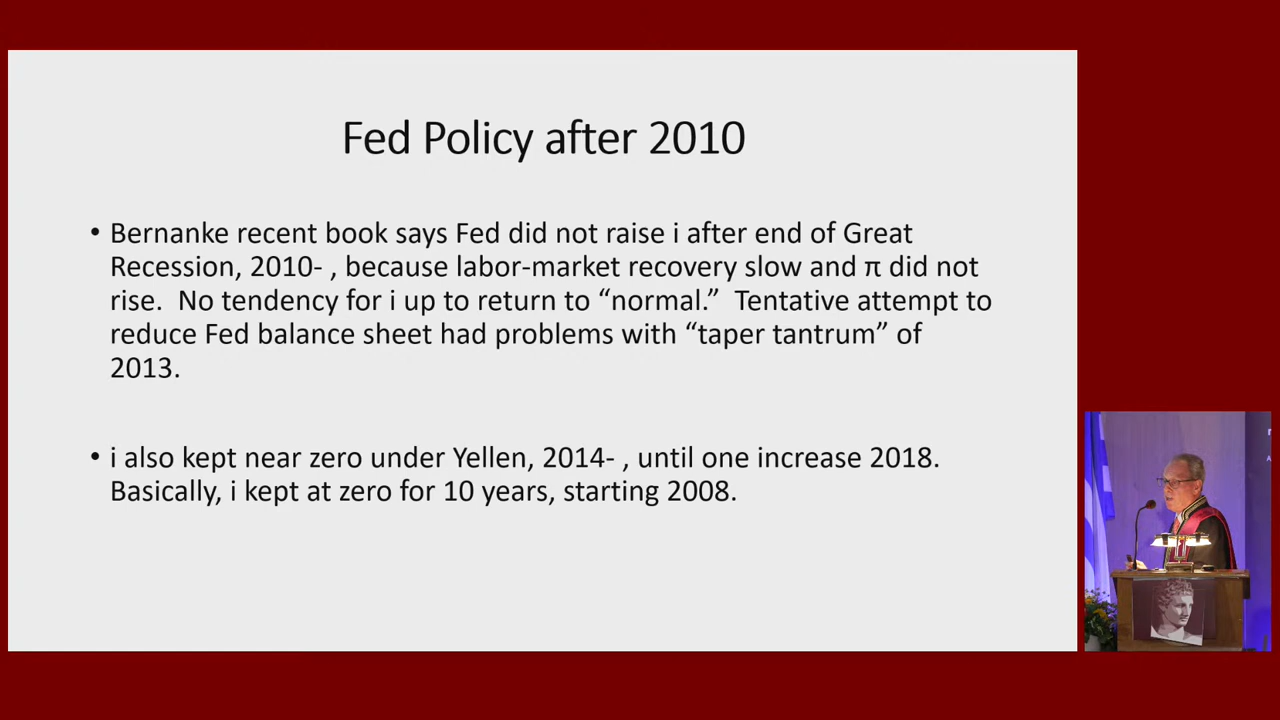 Fed Policy after 2010
• Bernanke recent book says Fed did not raise i after end of Great
Recession, 2010- , because labor-market recovery slow and π did not
rise.  No tendency for i up to return to “normal.”  Tentative attempt to
reduce Fed balance sheet had problems with “taper tantrum” of
2013.
• i also kept near zero under Yellen, 2014- , until one increase 2018.
Basically, i kept at zero for 10 years, starting 2008.